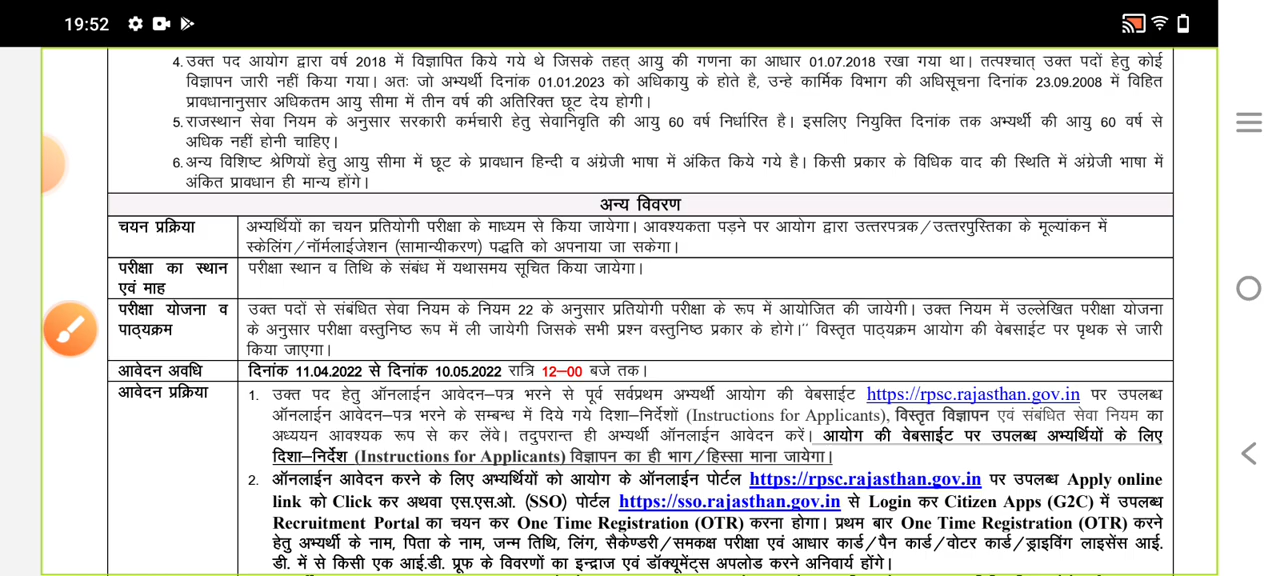 19:52
4. उक्त पद आयोग द्वारा वर्ष 2018 में विज्ञापित किये गये थे जिसके तहत् आयु की गणना का आधार 01.07.2018 रखा गया था। तत्पश्चात् उक्त पदों हेतु कोई
विज्ञापन जारी नहीं किया गया। अतः जो अभ्यर्थी दिनांक 01.01.2023 को अधिकायु के होते है, उन्हे कार्मिक विभाग की अधिसूचना दिनांक 23.09.2008 में विहित
प्रावधानानुसार अधिकतम आयु सीमा में तीन वर्ष की अतिरिक्त छूट देय होगी।
5. राजस्थान सेवा नियम के अनुसार सरकारी कर्मचारी हेतु सेवानिवृति की आयु 60 वर्ष निर्धारित है। इसलिए नियुक्ति दिनांक तक अभ्यर्थी की आयु 60 वर्ष से
अधिक नहीं होनी चाहिए।
6. अन्य विशिष्ट श्रेणियों हेतु आयु सीमा में छूट के प्रावधान हिन्दी व अंग्रेजी भाषा में अंकित किये गये है। किसी प्रकार के विधिक वाद की स्थिति में अंग्रेजी भाषा में
अंकित प्रावधान ही मान्य होंगे।
अन्य विवरण
चयन प्रक्रिया
अभ्यर्थियों का चयन प्रतियोगी परीक्षा के माध्यम से किया जायेगा। आवश्यकता पड़ने पर आयोग द्वारा उत्तरपत्रक/उत्तरपुस्तिका के मूल्यांकन में
स्केलिंग/नॉर्मलाईजेशन (सामान्यीकरण) पद्धति को अपनाया जा सकेगा।
परीक्षा का स्थान
एवं माह
परीक्षा स्थान व तिथि के संबंध में यथासमय सूचित किया जायेगा।
परीक्षा योजना व
पाठ्यक्रम
उक्त पदों से संबंधित सेवा नियम के नियम 22 के अनुसार प्रतियोगी परीक्षा के रूप में आयोजित की जायेगी। उक्त नियम में उल्लेखित परीक्षा योजना
के अनुसार परीक्षा वस्तुनिष्ठ रूप में ली जायेगी जिसके सभी प्रश्न वस्तुनिष्ठ प्रकार के होगे।'' विस्तृत पाठ्यक्रम आयोग की वेबसाईट पर पृथक से जारी
किया जाएगा।
आवेदन अवधि
दिनांक 11.04.2022 से दिनांक 10.05.2022 रात्रि 12–00 बजे तक।
आवेदन प्रक्रिया
1. उक्त पद हेतु ऑनलाईन आवेदन–पत्र भरने से पूर्व सर्वप्रथम अभ्यर्थी आयोग की वेबसाईट https://rpsc.rajasthan.gov.in पर उपलब्ध
ऑनलाईन आवेदन–पत्र भरने के सम्बन्ध में दिये गये दिशा–निर्देशों (Instructions for Applicants), विस्तृत विज्ञापन एवं संबंधित सेवा नियम का
अध्ययन आवश्यक रूप से कर लेंवे। तदुपरान्त ही अभ्यर्थी ऑनलाईन आवेदन करें। आयोग की वेबसाईट पर उपलब्ध अभ्यर्थियों के लिए
दिशा–निर्देश (Instructions for Applicants) विज्ञापन का ही भाग/हिस्सा माना जायेगा।
2. ऑनलाईन आवेदन करने के लिए अभ्यर्थियों को आयोग के ऑनलाईन पोर्टल https://rpsc.rajasthan.gov.in पर उपलब्ध Apply online
link को Click कर अथवा एस.एस.ओ. (SSO) पोर्टल https://sso.rajasthan.gov.in से Login कर Citizen Apps (G2C) में उपलब्ध
Recruitment Portal का चयन कर One Time Registration (OTR) करना होगा। प्रथम बार One Time Registration (OTR) करने
हेतु अभ्यर्थी के नाम, पिता के नाम, जन्म तिथि, लिंग, सैकेण्डरी/समकक्ष परीक्षा एवं आधार कार्ड/पैन कार्ड/वोटर कार्ड/ड्राइविंग लाइसेंस आई.
डी. में से किसी एक आई.डी. प्रूफ के विवरणों का इन्द्राज एवं डॉक्यूमेंट्स अपलोड करने अनिवार्य होंगे।